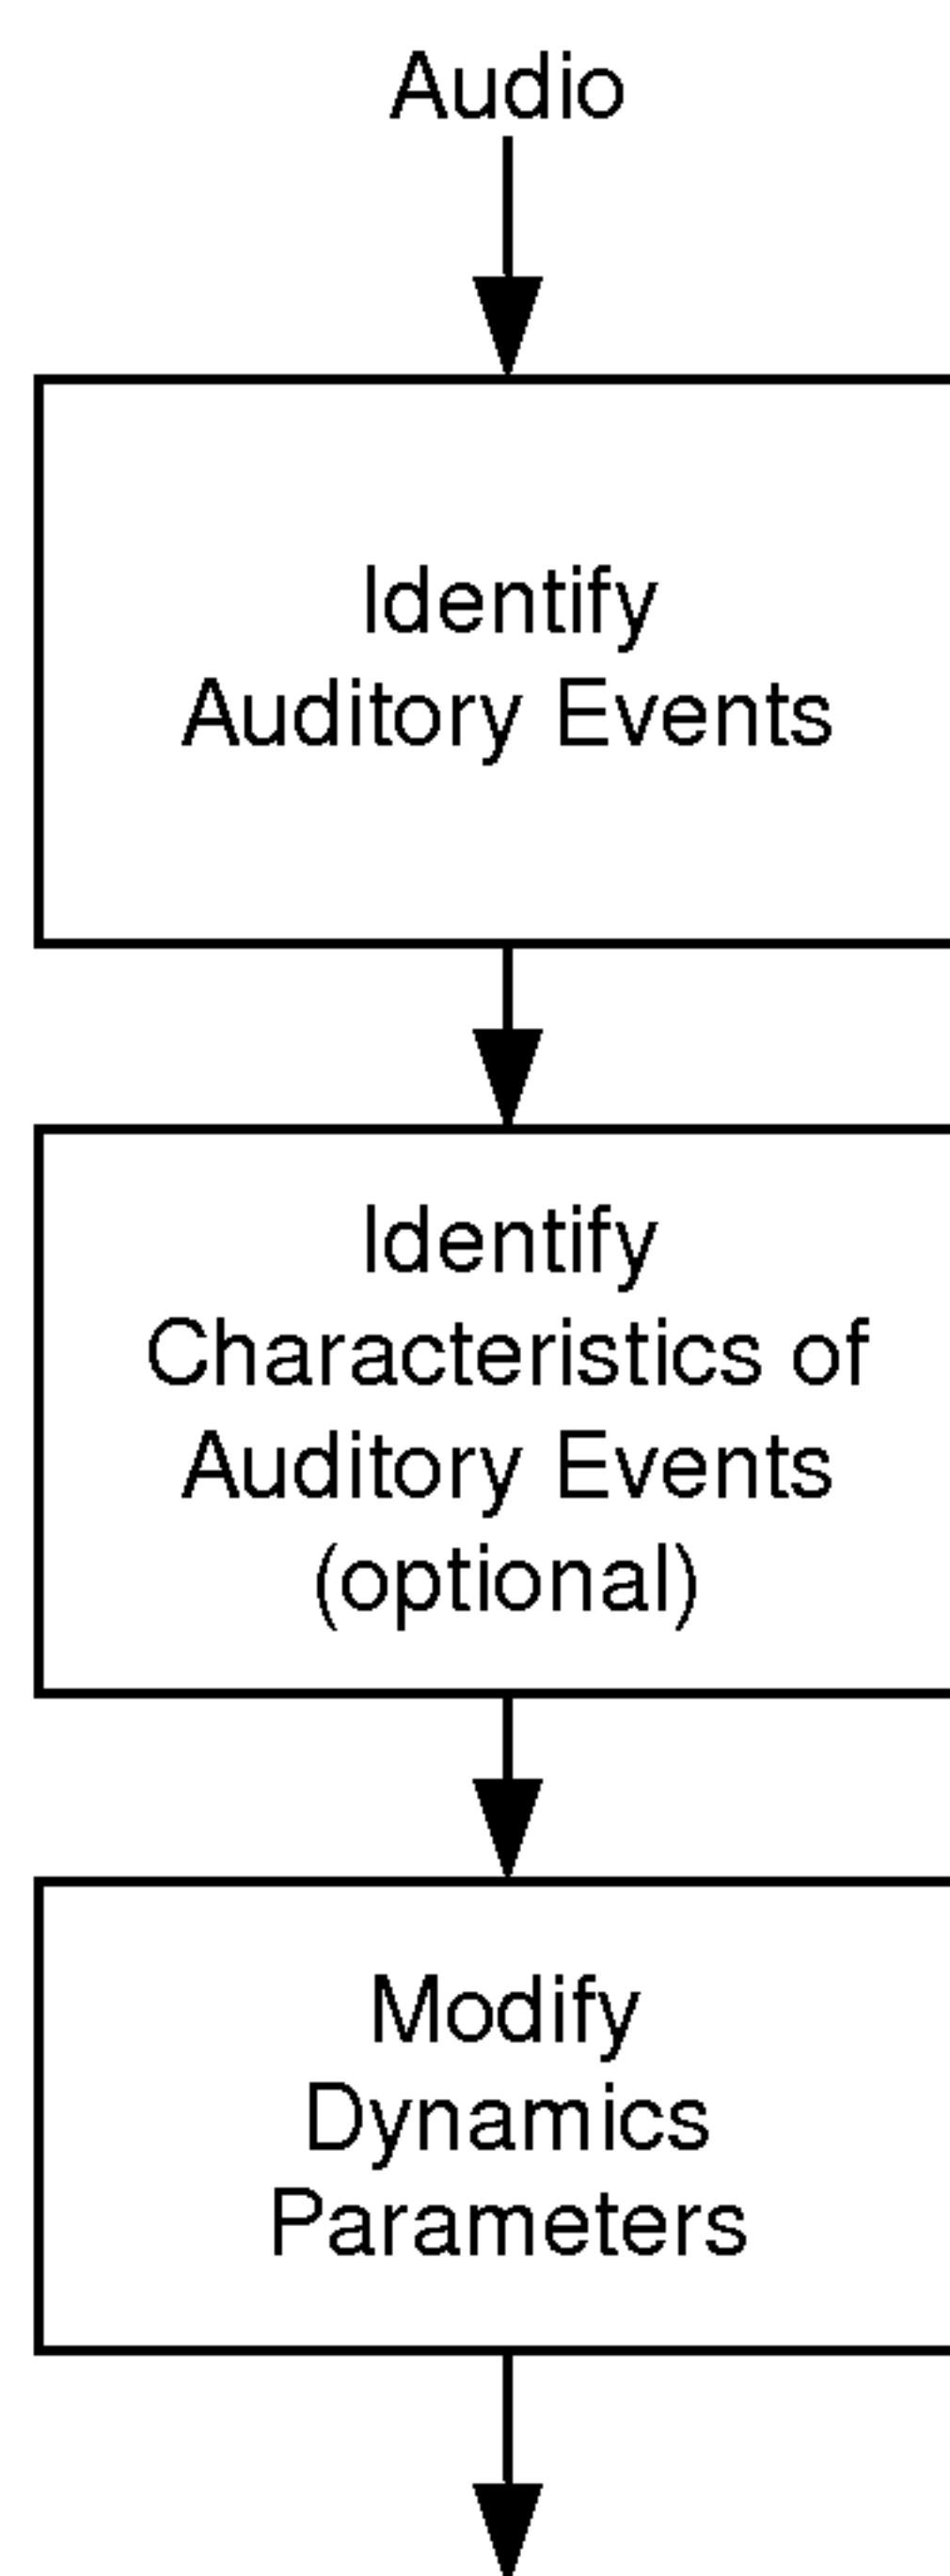 Audio
Identify
Auditory Events
Identify
Characteristics of
Auditory Events
(optional)
Modify
Dynamics
Parameters